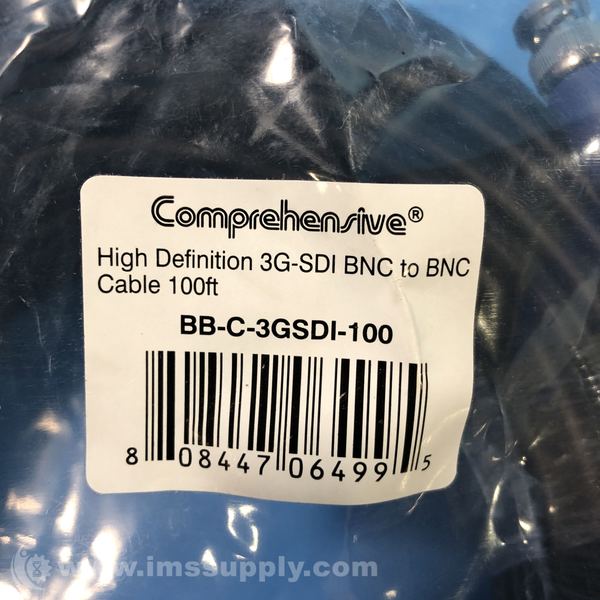 Comprehensive®
High Definition 3G-SDI BNC to BNC
Cable 100ft
BB-C-3GSDI-100
8 08447 06499 5
www.imssupply.com